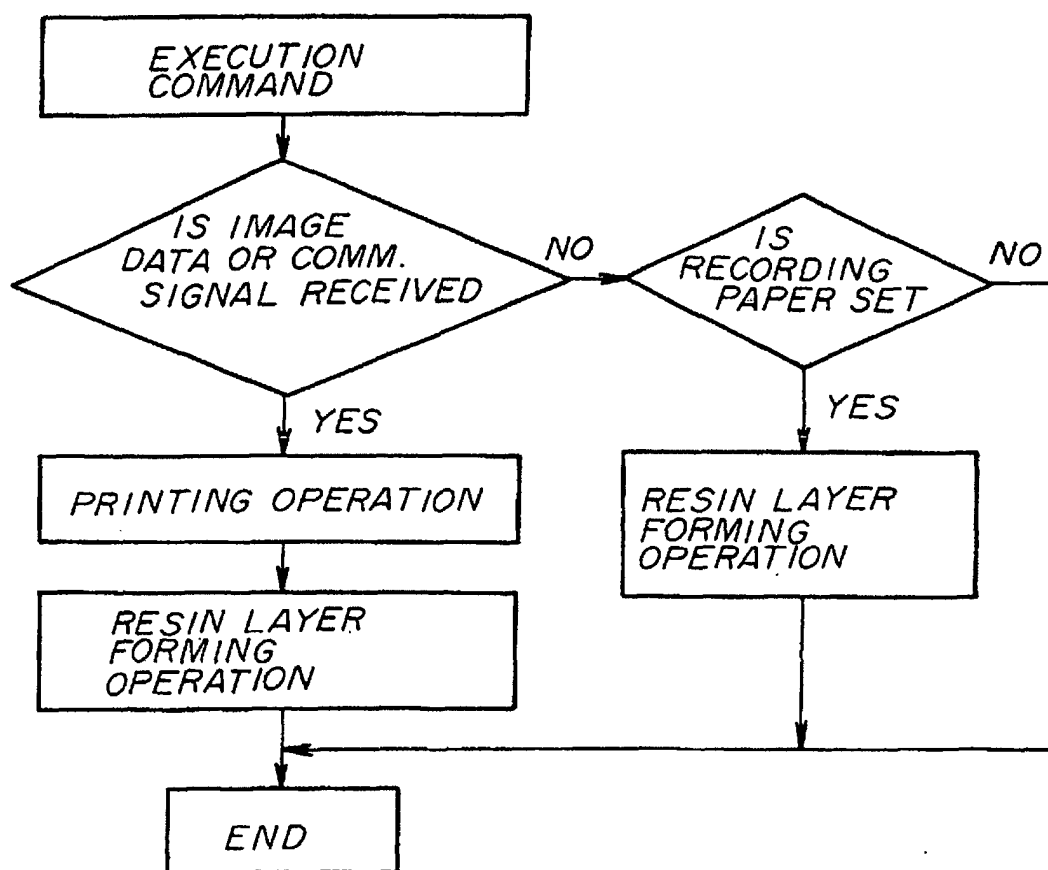 EXECUTION
COMMAND
IS IMAGE
DATA OR COMM.
SIGNAL RECEIVED
NO
IS
RECORDING
PAPER SET
NO
YES
YES
PRINTING OPERATION
RESIN LAYER
FORMING
OPERATION
RESIN LAYER
FORMING
OPERATION
END